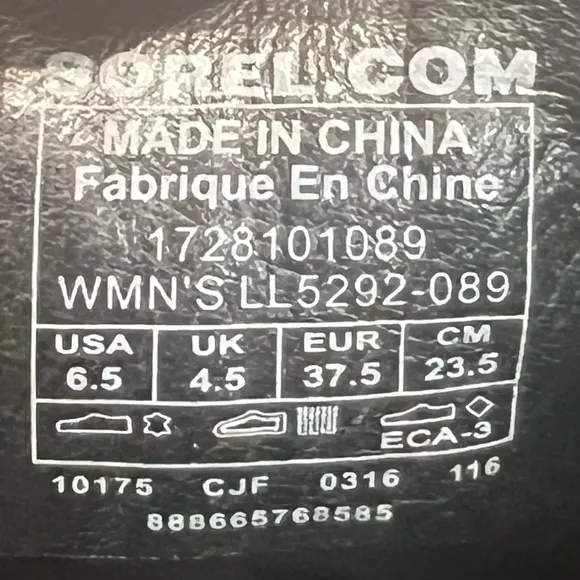 SOREL.COM
MADE IN CHINA
Fabriqué En Chine
1728101089
WMN'S LL5292-089
USA UK EUR CM
6.5 4.5 37.5 23.5
ECA-3
10175 CJF 0316 116
888665768585